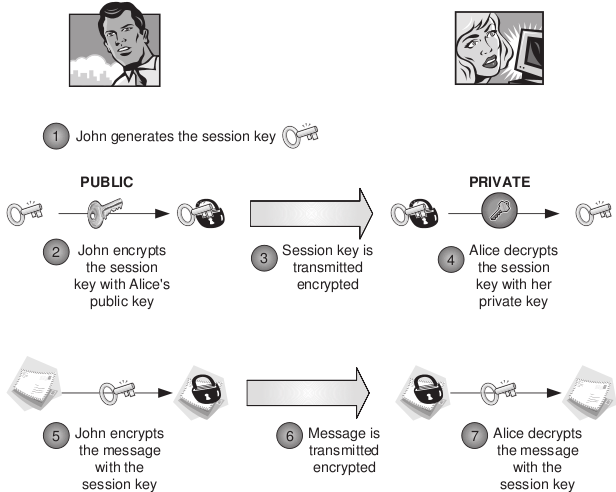 1 John generates the session key
PUBLIC
PRIVATE
2 John encrypts
the session
key with Alice's
public key
3 Session key is
transmitted
encrypted
4 Alice decrypts
the session
key with her
private key
5 John encrypts
the message
with the
session key
6 Message is
transmitted
encrypted
7 Alice decrypts
the message
with the
session key